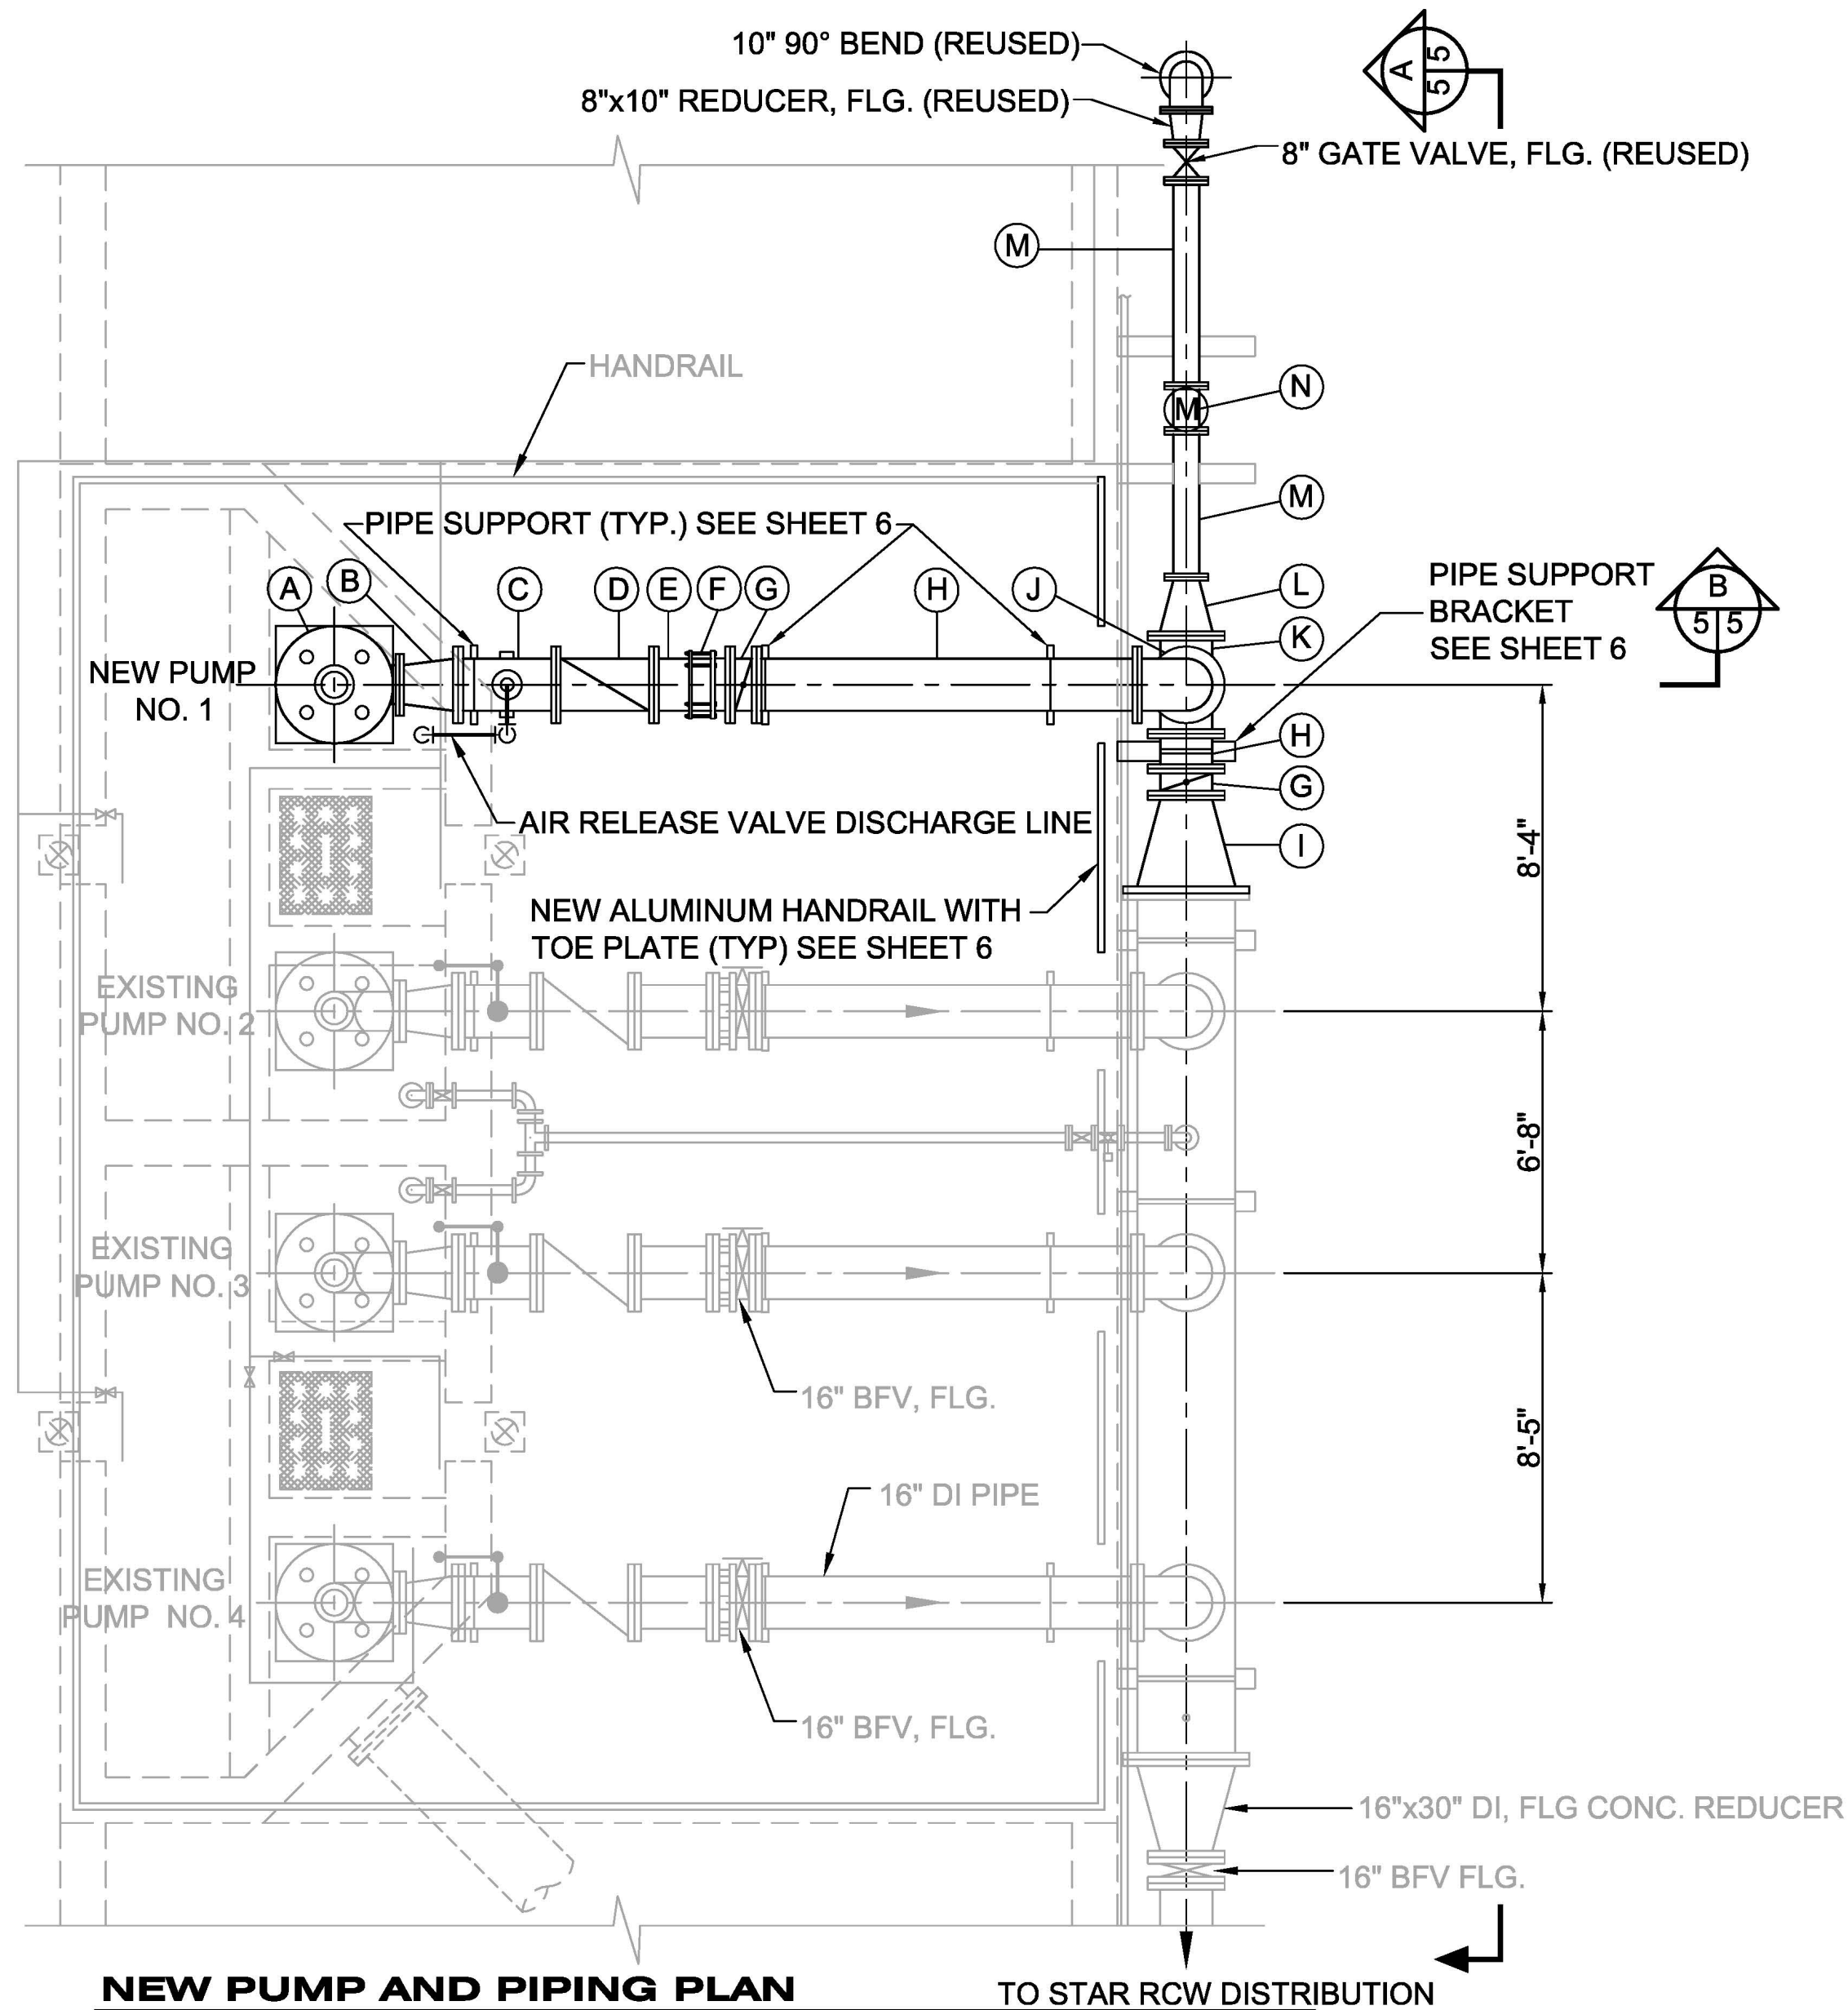 10" 90° BEND (REUSED)
8"x10" REDUCER, FLG. (REUSED)
A
5
5
8" GATE VALVE, FLG. (REUSED)
M
HANDRAIL
N
M
M
PIPE SUPPORT (TYP.) SEE SHEET 6
A
B
C
D
E
F
G
H
J
L
K
PIPE SUPPORT
BRACKET
SEE SHEET 6
B
5 5
NEW PUMP
NO. 1
H
G
I
AIR RELEASE VALVE DISCHARGE LINE
8'-4"
NEW ALUMINUM HANDRAIL WITH
TOE PLATE (TYP) SEE SHEET 6
EXISTING
PUMP NO. 2
6'-8"
EXISTING
PUMP NO. 3
16" BFV, FLG.
8'-5"
16" DI PIPE
EXISTING
PUMP NO. 4
16" BFV, FLG.
16"x30" DI, FLG CONC. REDUCER
16" BFV FLG.
NEW PUMP AND PIPING PLAN
TO STAR RCW DISTRIBUTION